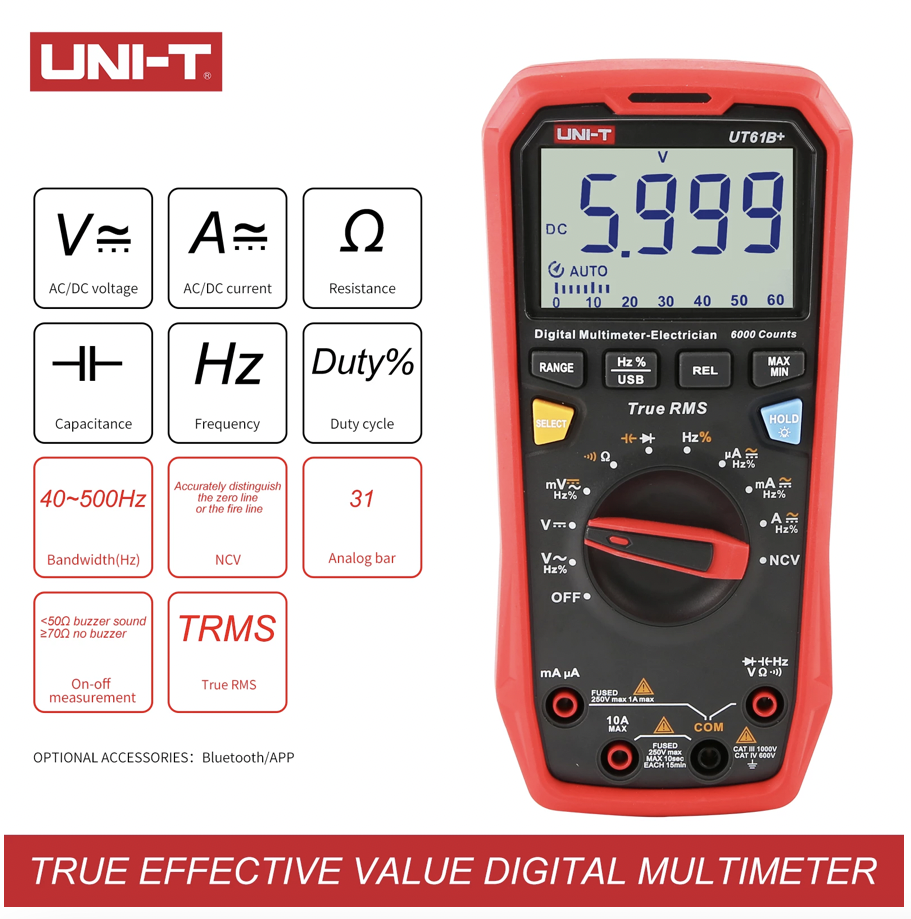 UNI-T®
V
AC/DC voltage
A
AC/DC current
Ω
Resistance
Capacitance
Hz
Frequency
Duty%
Duty cycle
40~500Hz
Bandwidth(Hz)
Accurately distinguish
the zero line
or the fire line
NCV
31
Analog bar
<50Ω buzzer sound
≥70Ω no buzzer
On-off
measurement
TRMS
True RMS
OPTIONAL ACCESSORIES: Bluetooth/APP
UNI-T
UT61B+
V
DC
5.999
AUTO
0 10 20 30 40 50 60
Digital Multimeter-Electrician 6000 Counts
RANGE
Hz %
USB
REL
MAX
MIN
SELECT
True RMS
HOLD
Ω
Hz%
µA
Hz%
mV
Hz%
mA
Hz%
V
A
Hz%
V~
Hz%
NCV
OFF
mA µA
Hz
V Ω
FUSED
250V max 1A max
10A
MAX
COM
FUSED
250V max
MAX 10sec
EACH 15min
CAT III 1000V
CAT IV 600V
TRUE EFFECTIVE VALUE DIGITAL MULTIMETER